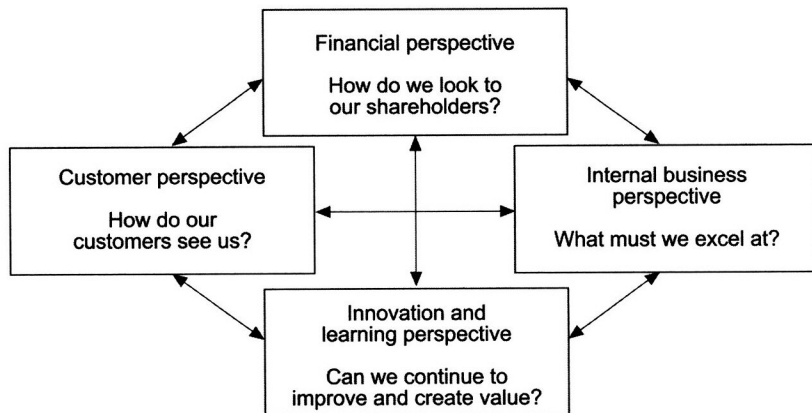 Financial perspective
How do we look to
our shareholders?
Customer perspective
How do our
customers see us?
Internal business
perspective
What must we excel at?
Innovation and
learning perspective
Can we continue to
improve and create value?